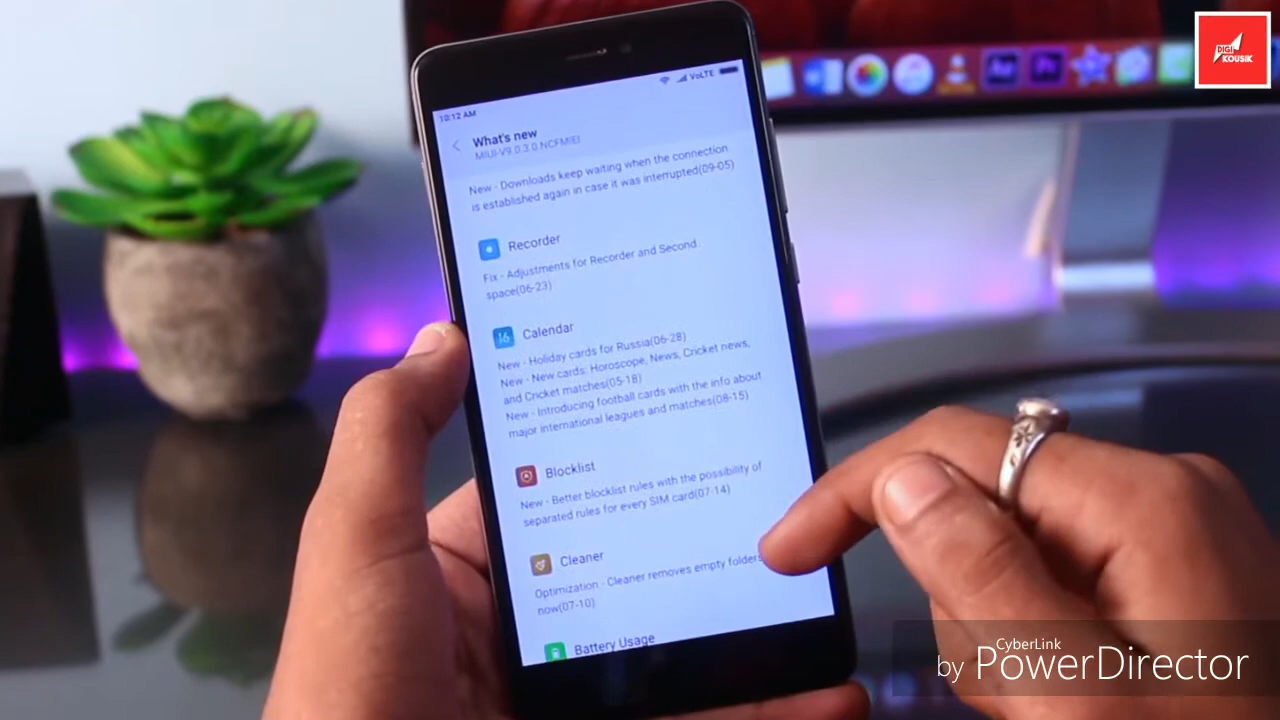 DIGI
KOUSIK
Ae
Pr
VoLTE
10:12 AM
What's new
MIUI-V9.0.3.0.NCFMIEI
New - Downloads keep waiting when the connection
is established again in case it was interrupted(09-05)
Recorder
Fix - Adjustments for Recorder and Second
space(06-23)
16
Calendar
New - Holiday cards for Russia(06-28)
New - New cards: Horoscope, News, Cricket news,
and Cricket matches(05-18)
New - Introducing football cards with the info about
major international leagues and matches(08-15)
Blocklist
New - Better blocklist rules with the possibility of
separated rules for every SIM card(07-14)
Cleaner
Optimization - Cleaner removes empty folders
now(07-10)
Battery Usage
CyberLink
by PowerDirector